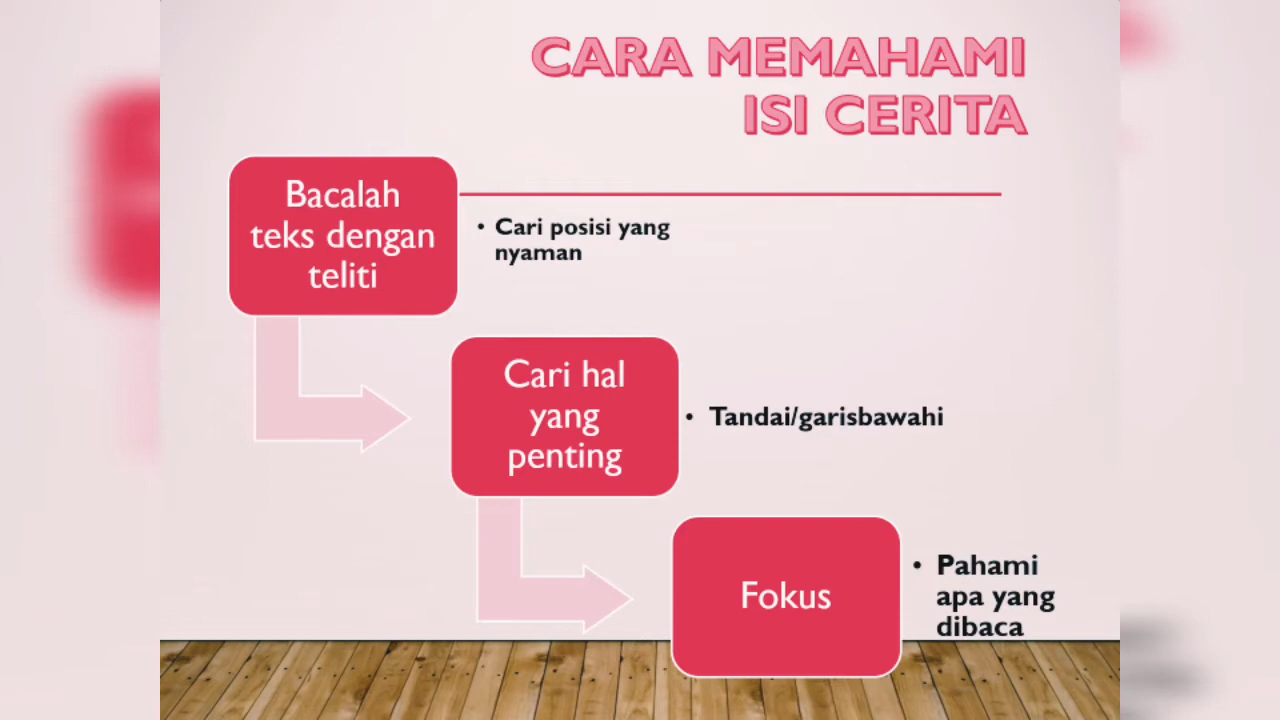 CARA MEMAHAMI
ISI CERITA
Bacalah
teks dengan
teliti
• Cari posisi yang
nyaman
Cari hal
yang
penting
• Tandai/garisbawahi
Fokus
• Pahami
apa yang
dibaca